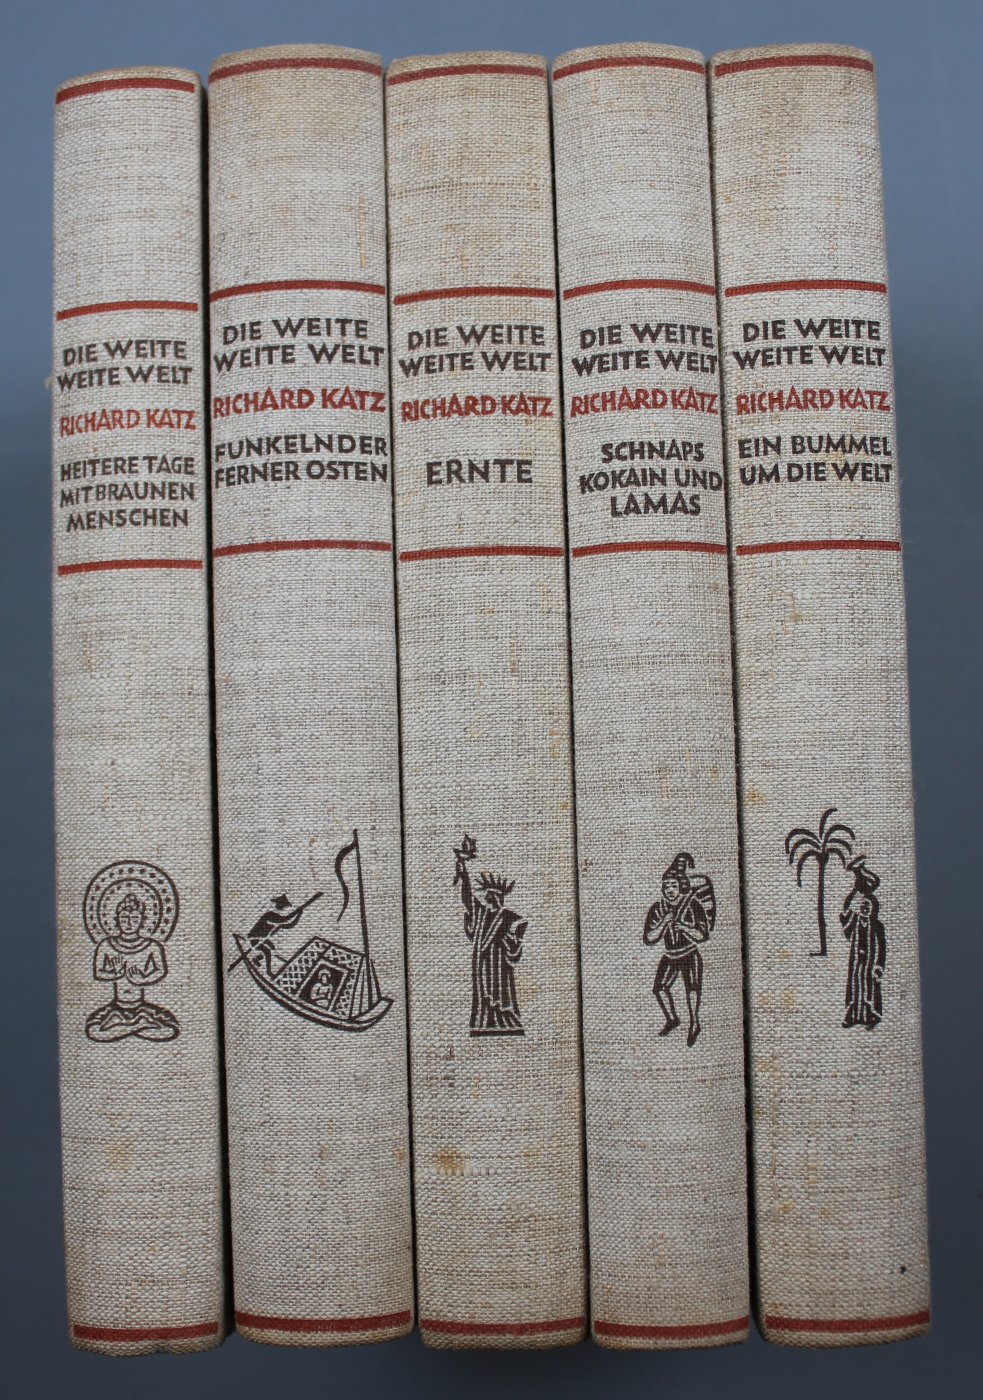 DIE WEITE
WEITE WELT
RICHARD KATZ
HEITERE TAGE
MIT BRAUNEN
MENSCHEN
DIE WEITE
WEITE WELT
RICHARD KATZ
FUNKELNDER
FERNER OSTEN
DIE WEITE
WEITE WELT
RICHARD KATZ
ERNTE
DIE WEITE
WEITE WELT
RICHARD KATZ
SCHNAPS
KOKAIN UND
LAMAS
DIE WEITE
WEITE WELT
RICHARD KATZ
EIN BUMMEL
UM DIE WELT